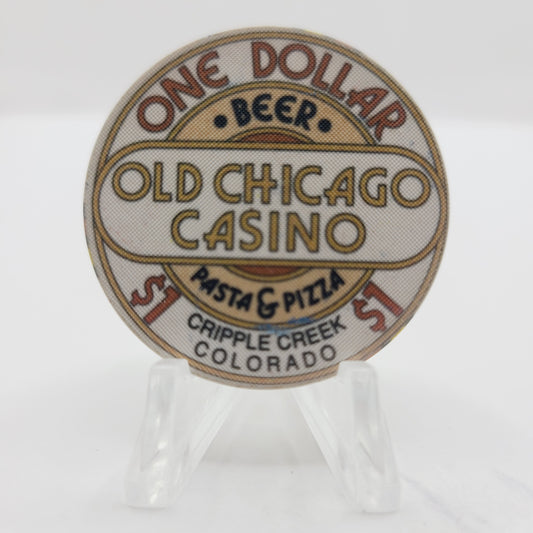 ONE DOLLAR
• BEER •
OLD CHICAGO
CASINO
PASTA & PIZZA
$1 $1
CRIPPLE CREEK
COLORADO